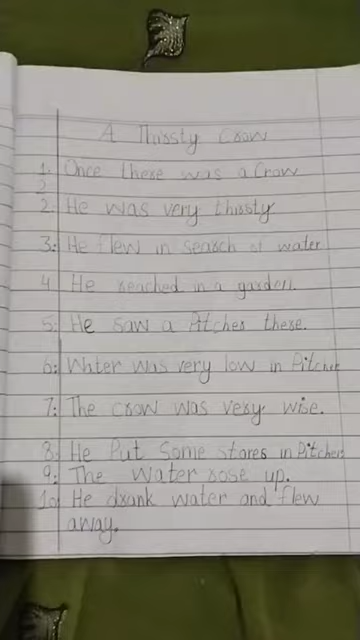 A Thirsty Crow
1: Once there was a Crow
2
2: He was very thirsty
3: He flew in search of water
4 He reached in a garden.
5: He saw a Pitcher there.
6: Water was very low in Pitcher
7: The crow was very wise.
8: He Put Some stores in Pitcher
9: The Water rose up.
10: He drank water and flew
away.